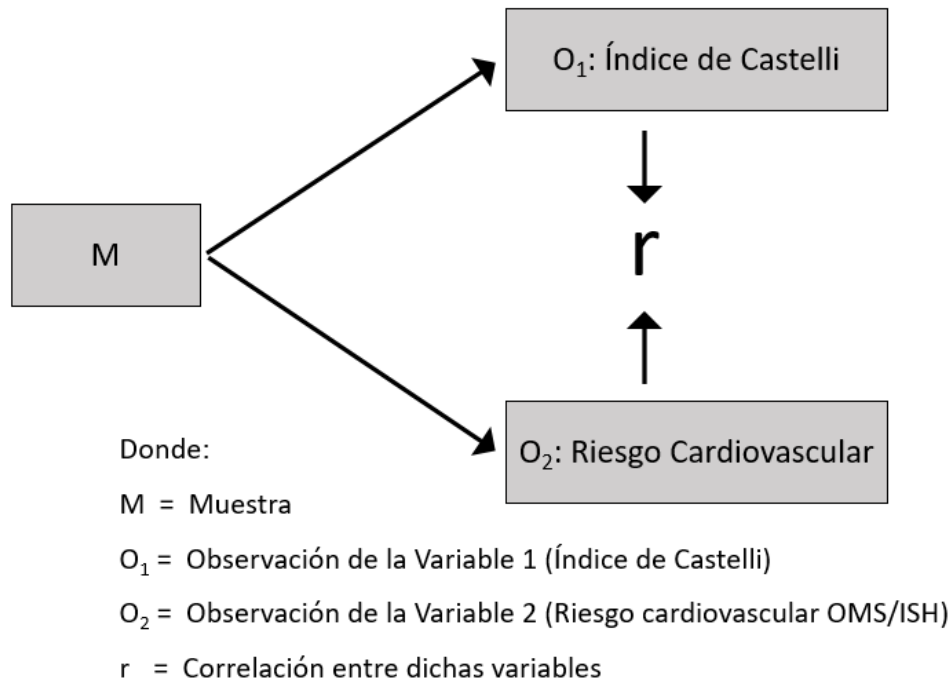 O₁: Índice de Castelli
M
r
O₂: Riesgo Cardiovascular
Donde:
M = Muestra
O₁ = Observación de la Variable 1 (Índice de Castelli)
O₂ = Observación de la Variable 2 (Riesgo cardiovascular OMS/ISH)
r = Correlación entre dichas variables